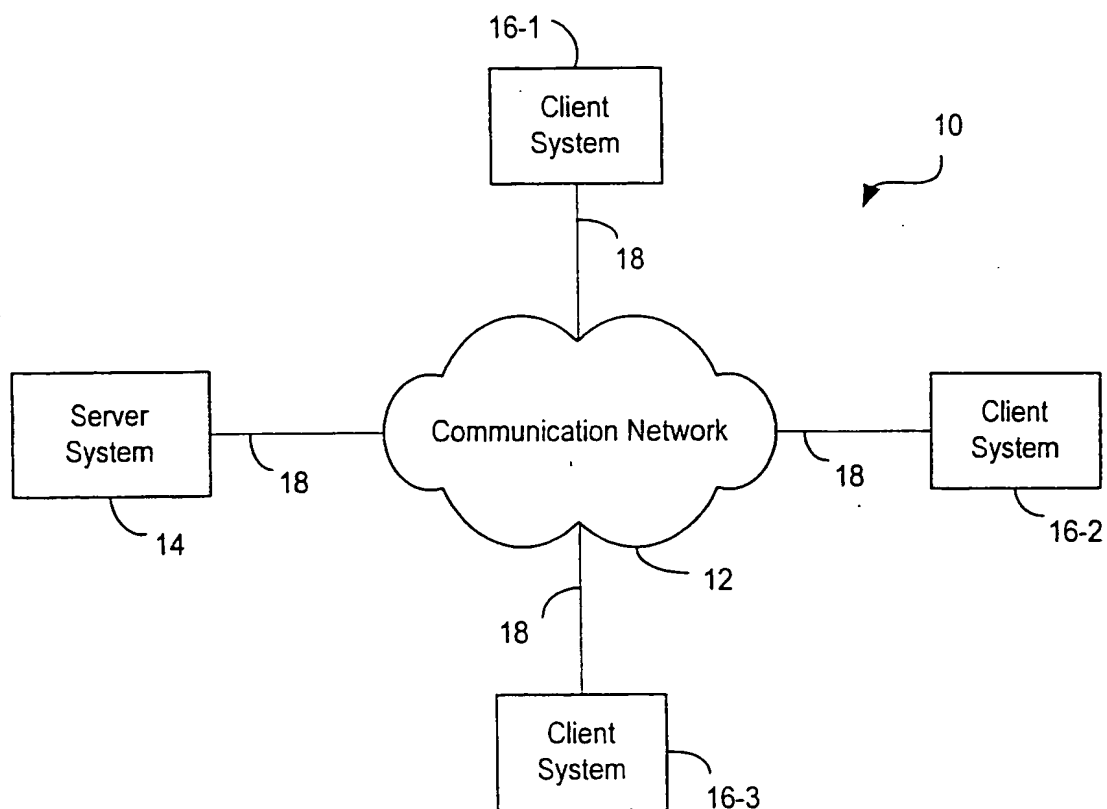 16-1
Client
System
10
18
Server
System
Communication Network
Client
System
18
18
14
16-2
12
18
Client
System
16-3